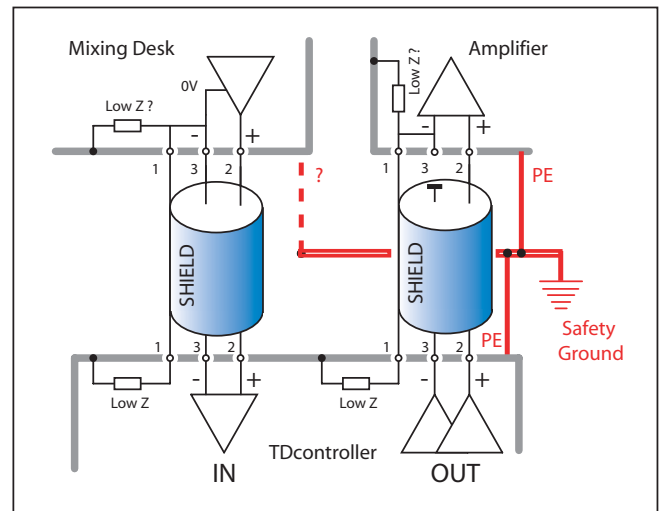 Mixing Desk
Amplifier
0V
Low Z ?
Low Z ?
- +
- +
1 3 2
1 3 2
?
PE
SHIELD
SHIELD
Safety
Ground
PE
1 3 2
1 3 2
- +
- +
Low Z
Low Z
TDcontroller
IN
OUT